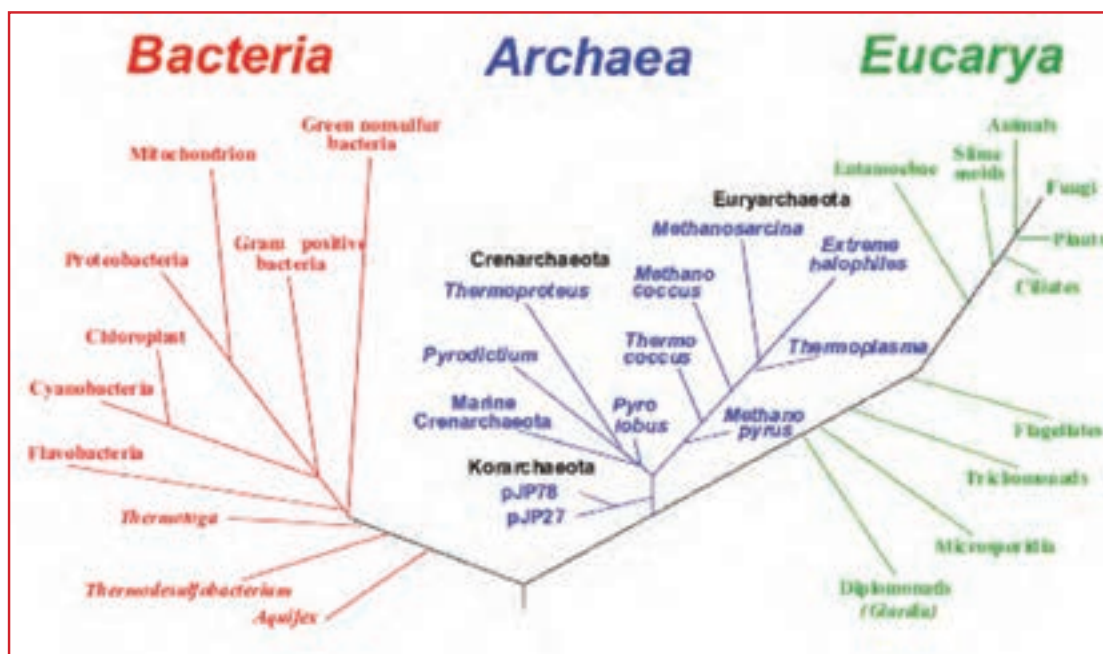 Bacteria
Archaea
Eucarya
Green nonsulfur
bacteria
Mitochondrion
Gram positive
bacteria
Proteobacteria
Chloroplast
Cyanobacteria
Flavobacteria
Thermotoga
Thermodesulfobacterium
Aquifex
Crenarchaeota
Thermoproteus
Pyrodictium
Marine
Crenarchaeota
Pyro
lobus
Korarchaeota
pJP78
pJP27
Euryarchaeota
Methanosarcina
Methano
coccus
Extreme
halophiles
Thermo
coccus
Thermoplasma
Methano
pyrus
Entamoebae
Slime
molds
Animals
Fungi
Plants
Ciliates
Flagellates
Trichomonads
Microsporidia
Diplomonads
(Giardia)